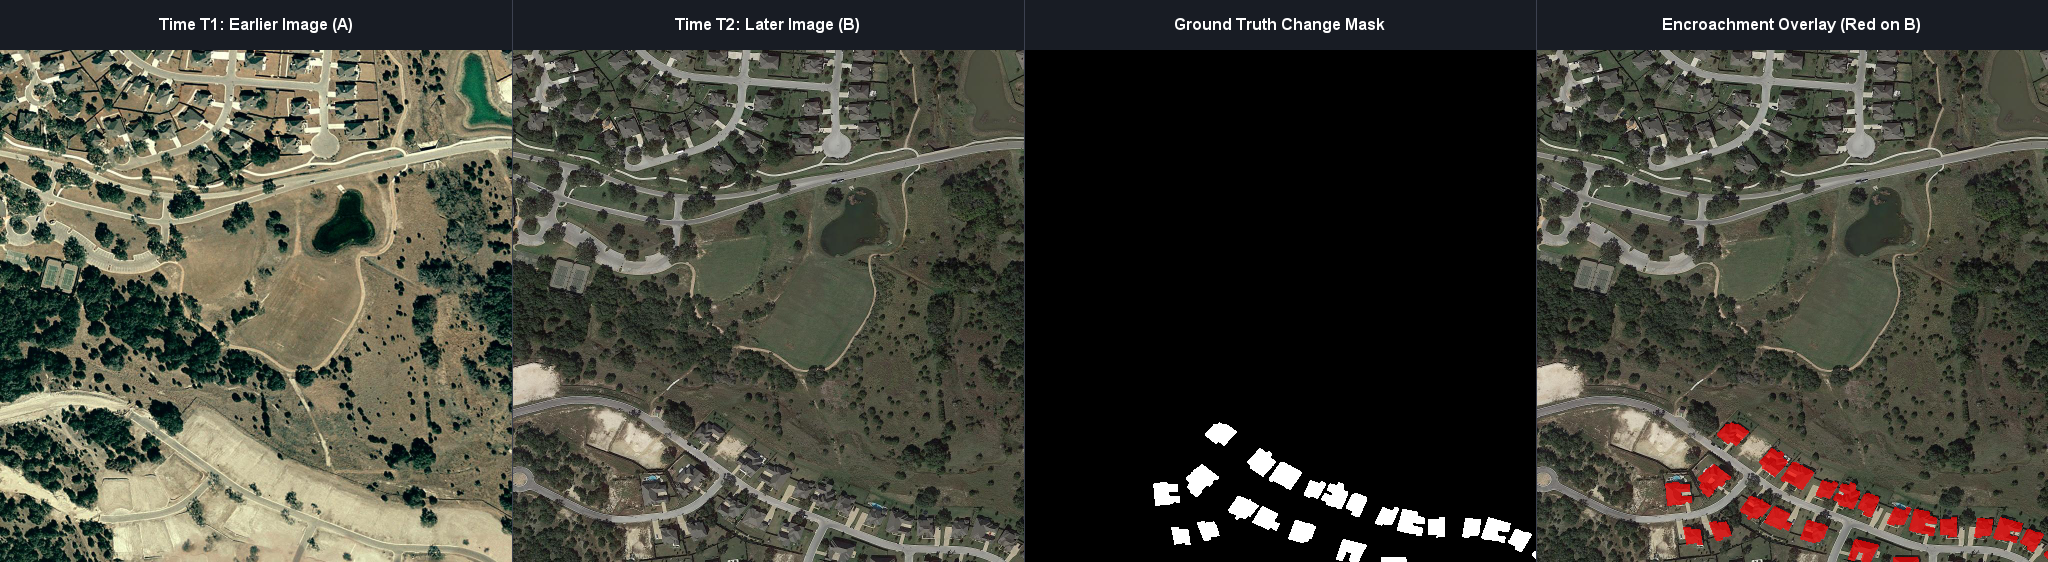 Time T1: Earlier Image (A)
Time T2: Later Image (B)
Ground Truth Change Mask
Encroachment Overlay (Red on B)